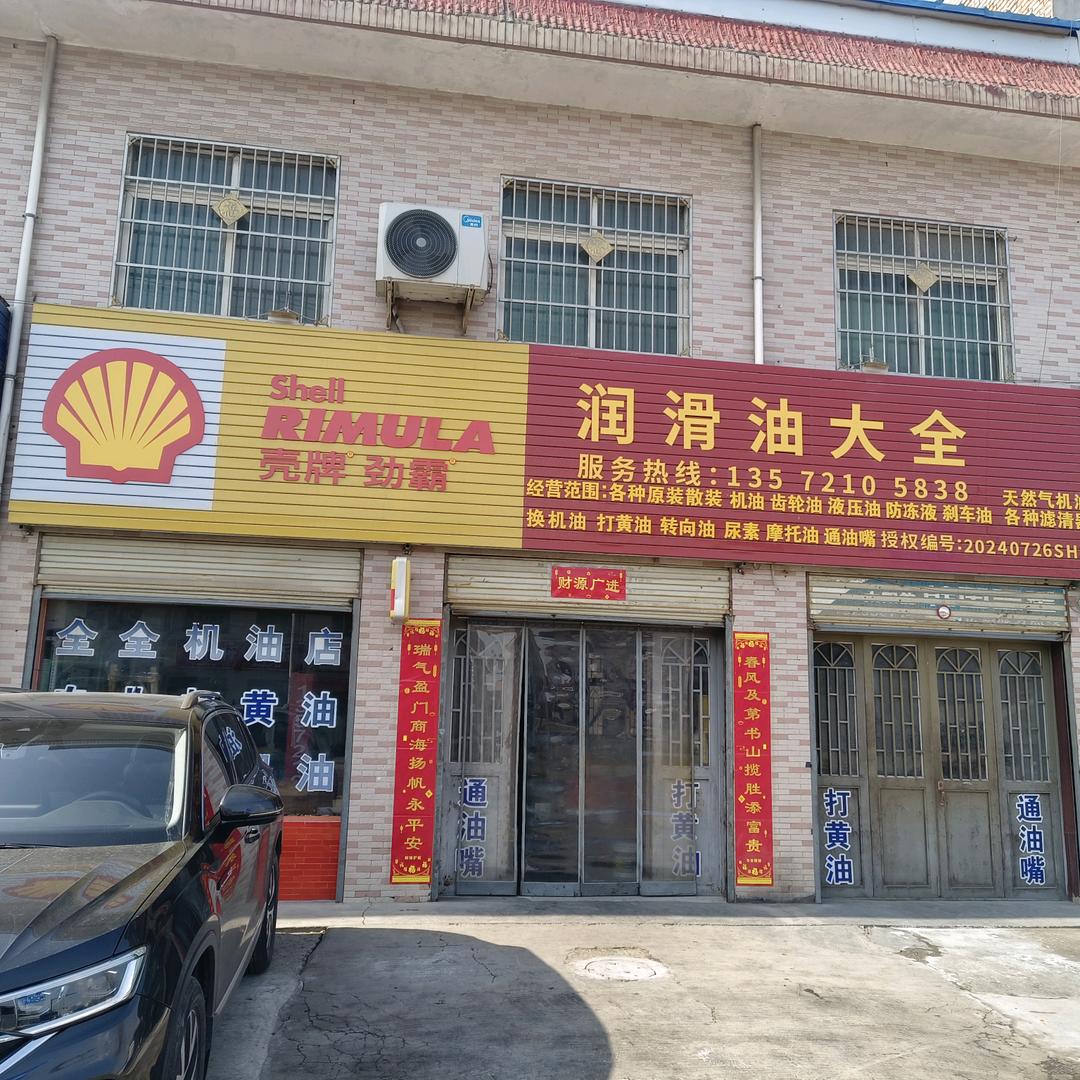 Shell
RIMULA
壳牌 劲霸
润滑油大全
服务热线:135 7210 5838
天然气机油
经营范围:各种原装散装 机油 齿轮油 液压油 防冻液 刹车油 各种滤清器
换机油 打黄油 转向油 尿素 摩托油 通油嘴 授权编号:20240726SH
财源广进
全全机油店
黄油
油
瑞气盈门商海扬帆永平安
春风及第书山揽胜添富贵
通油嘴
打黄油
打黄油
通油嘴
Midea